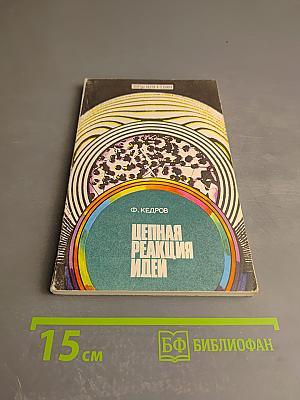 Ф. КЕДРОВ
ЦЕПНАЯ
РЕАКЦИЯ
ИДЕЙ
15 см
БФ БИБЛИОФАН